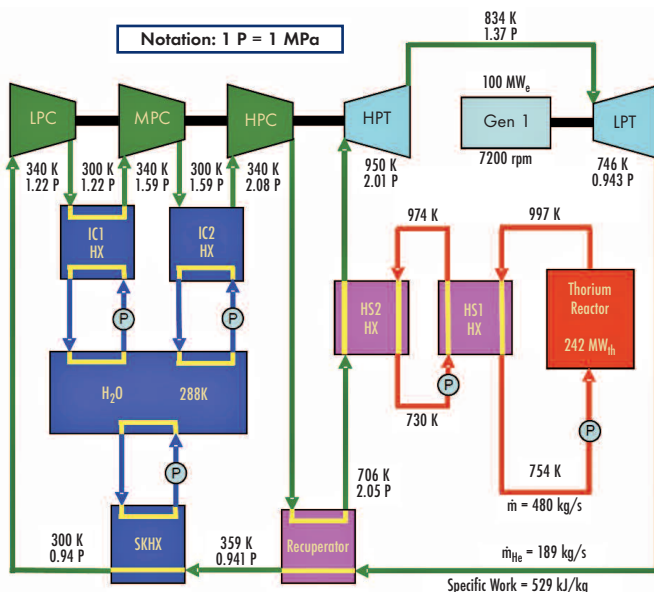 Notation: 1 P = 1 MPa
834 K
1.37 P
LPC
MPC
HPC
HPT
100 MWe
Gen 1
7200 rpm
LPT
340 K
1.22 P
300 K
1.22 P
340 K
1.59 P
300 K
1.59 P
340 K
2.08 P
950 K
2.01 P
746 K
0.943 P
IC1
HX
IC2
HX
974 K
997 K
P
P
HS2
HX
HS1
HX
Thorium
Reactor
242 MWth
H2O
288K
P
P
730 K
P
754 K
ṁ = 480 kg/s
706 K
2.05 P
300 K
0.94 P
SKHX
359 K
0.941 P
Recuperator
ṁHe = 189 kg/s
Specific Work = 529 kJ/kg